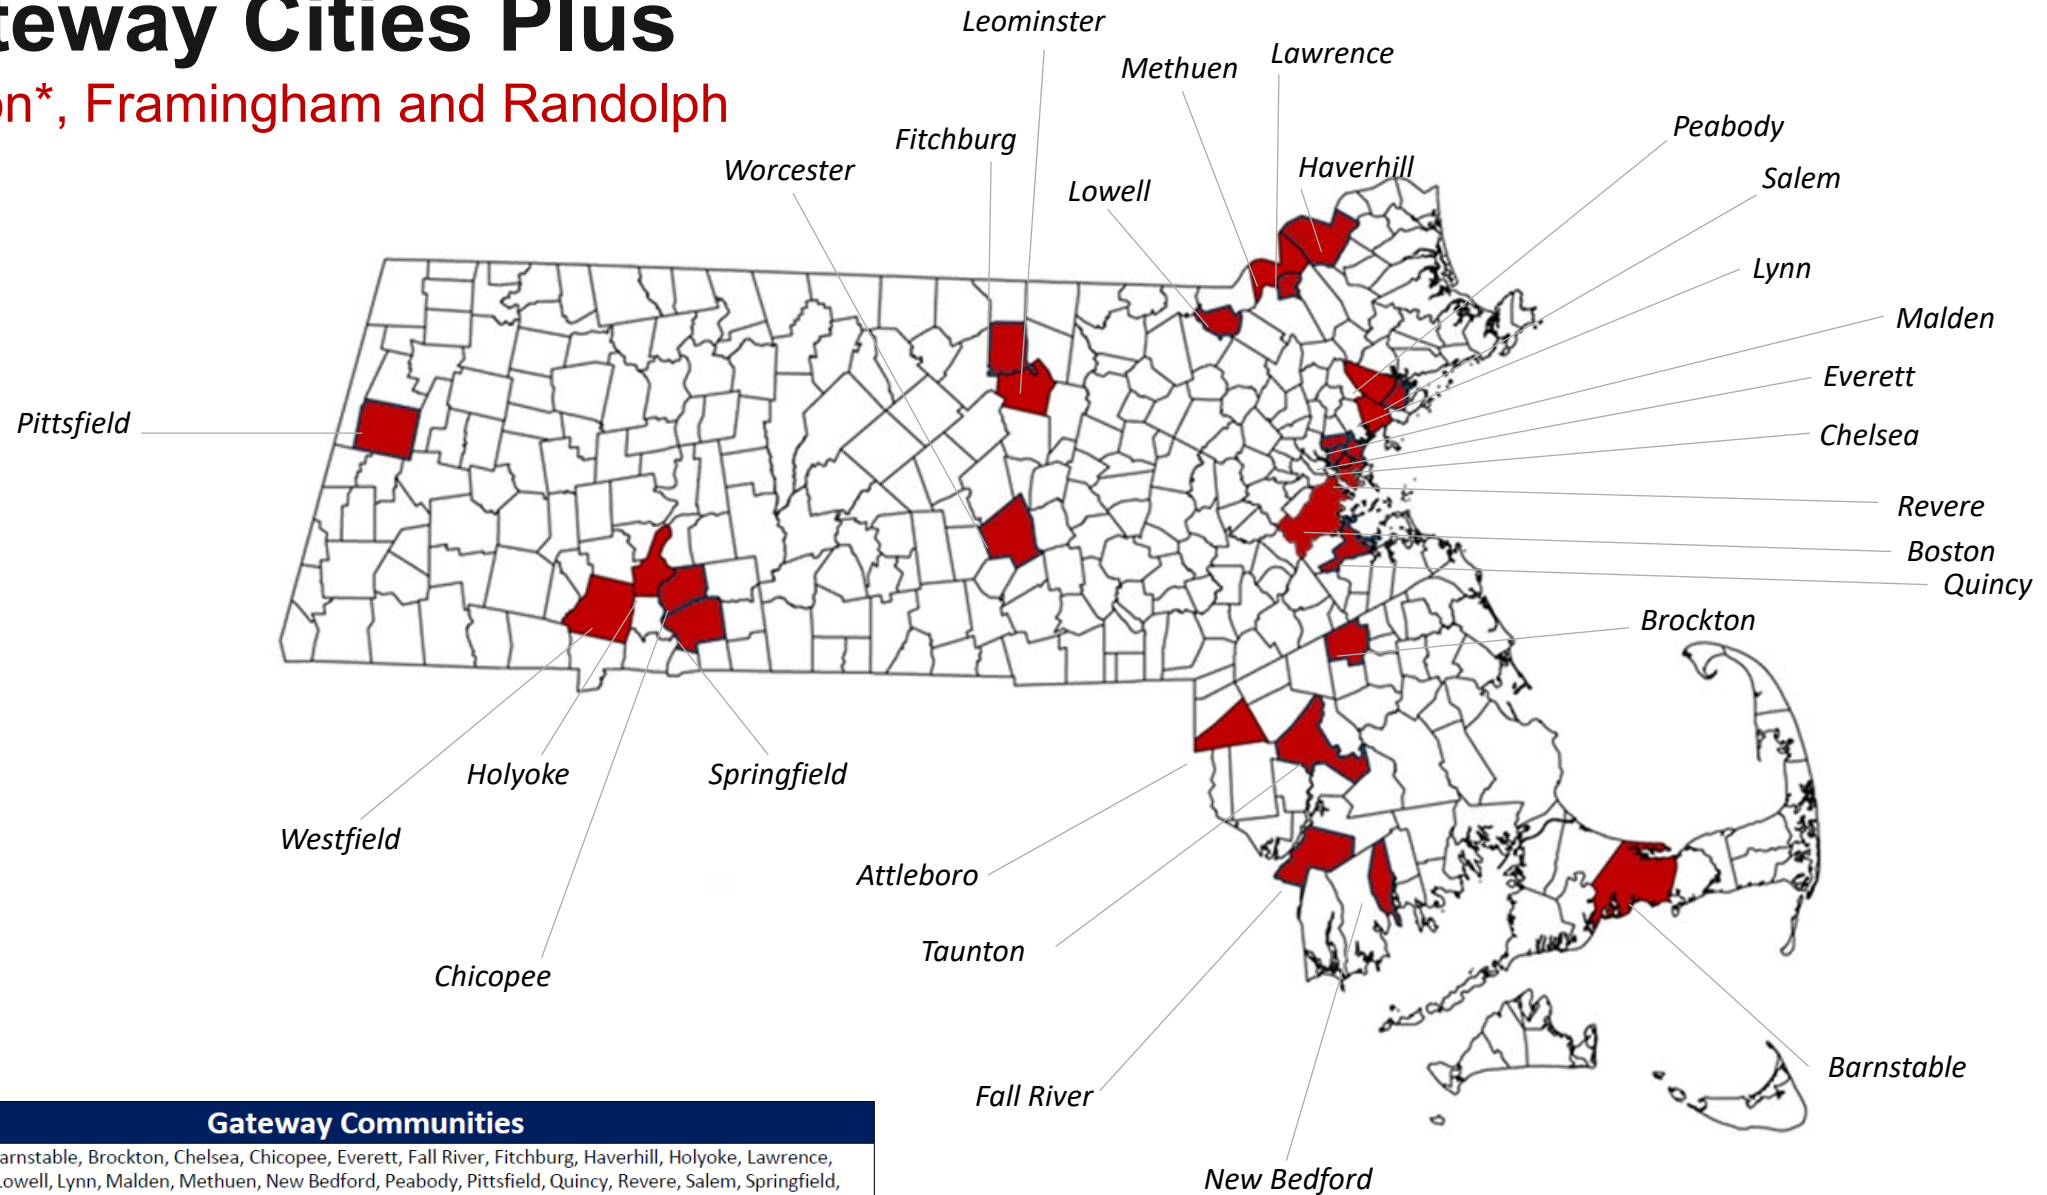 teway Cities Plus
on*, Framingham and Randolph
Leominster
Lawrence
Methuen
Peabody
Fitchburg
Worcester
Haverhill
Salem
Lowell
Lynn
Malden
Everett
Pittsfield
Chelsea
Revere
Boston
Quincy
Brockton
Holyoke
Springfield
Westfield
Attleboro
Taunton
Chicopee
Barnstable
Fall River
New Bedford
Gateway Communities
arnstable, Brockton, Chelsea, Chicopee, Everett, Fall River, Fitchburg, Haverhill, Holyoke, Lawrence,
owell, Lynn, Malden, Methuen, New Bedford, Peabody, Pittsfield, Quincy, Revere, Salem, Springfield,